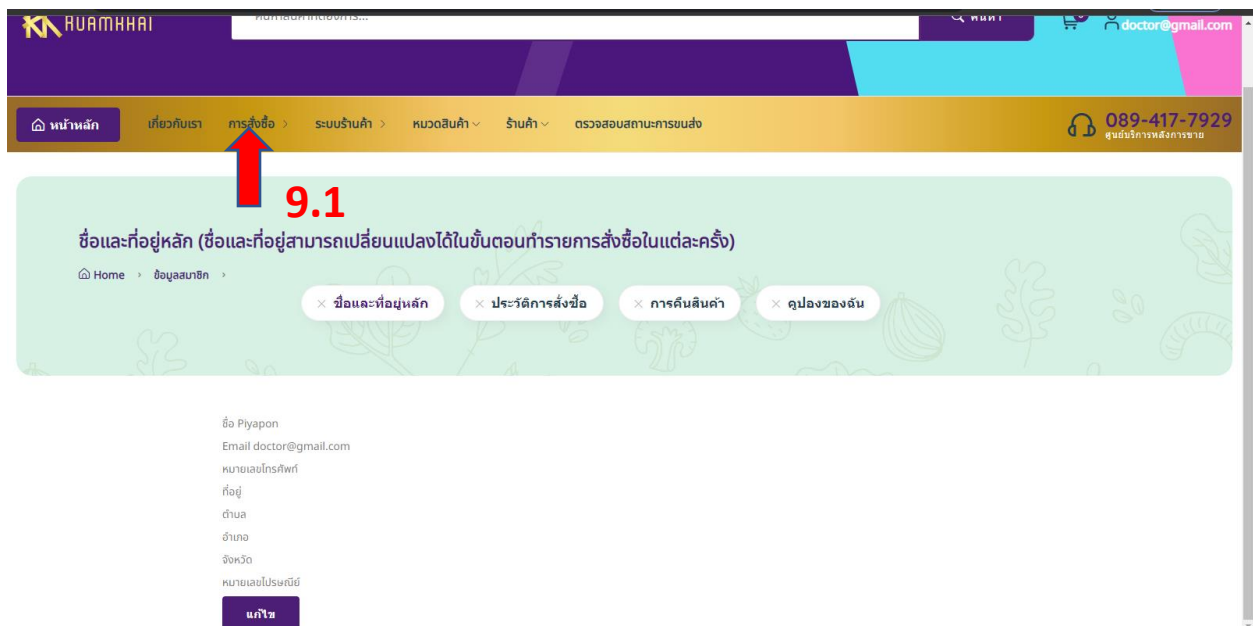 RUAMKHAI
ค้นหาสินค้าที่ต้องการ...
ค้นหา
doctor@gmail.com
หน้าหลัก
เกี่ยวกับเรา
การสั่งซื้อ
ระบบร้านค้า
หมวดสินค้า
ร้านค้า
ตรวจสอบสถานะการขนส่ง
089-417-7929
ศูนย์บริการหลังการขาย
9.1
ชื่อและที่อยู่หลัก (ชื่อและที่อยู่สามารถเปลี่ยนแปลงได้ในขั้นตอนทำรายการสั่งซื้อในแต่ละครั้ง)
Home › ข้อมูลสมาชิก ›
× ชื่อและที่อยู่หลัก
× ประวัติการสั่งซื้อ
× การคืนสินค้า
× คูปองของฉัน
ชื่อ Piyapon
Email doctor@gmail.com
หมายเลขโทรศัพท์
ที่อยู่
ตำบล
อำเภอ
จังหวัด
หมายเลขไปรษณีย์
แก้ไข